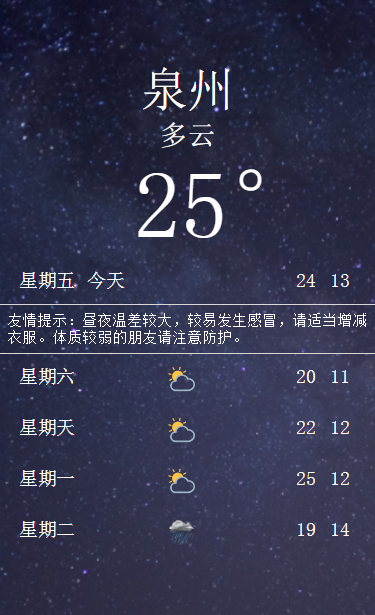 泉州
多云
25°
星期五 今天 24 13
友情提示：昼夜温差较大，较易发生感冒，请适当增减
衣服。体质较弱的朋友请注意防护。
星期六 20 11
星期天 22 12
星期一 25 12
星期二 19 14